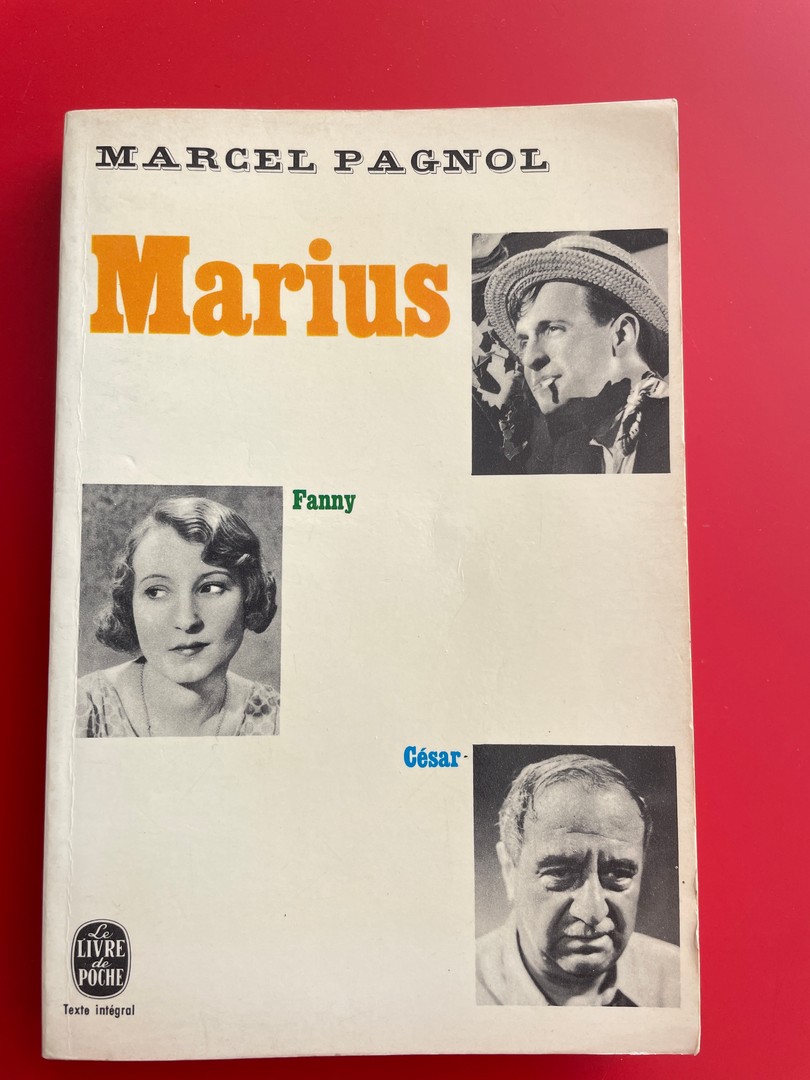 MARCEL PAGNOL
Marius
Fanny
César
Le
LIVRE
de
POCHE
Texte intégral